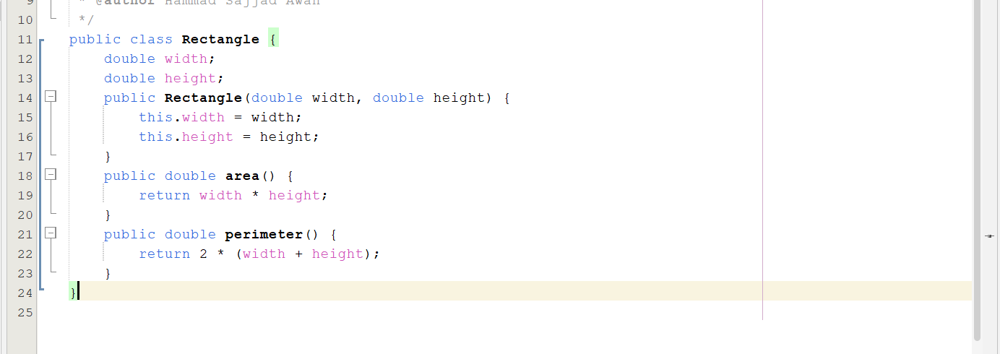 9 * @author Hammad Sajjad Awan
10 */
11 public class Rectangle {
12 double width;
13 double height;
14 public Rectangle(double width, double height) {
15 this.width = width;
16 this.height = height;
17 }
18 public double area() {
19 return width * height;
20 }
21 public double perimeter() {
22 return 2 * (width + height);
23 }
24 }
25